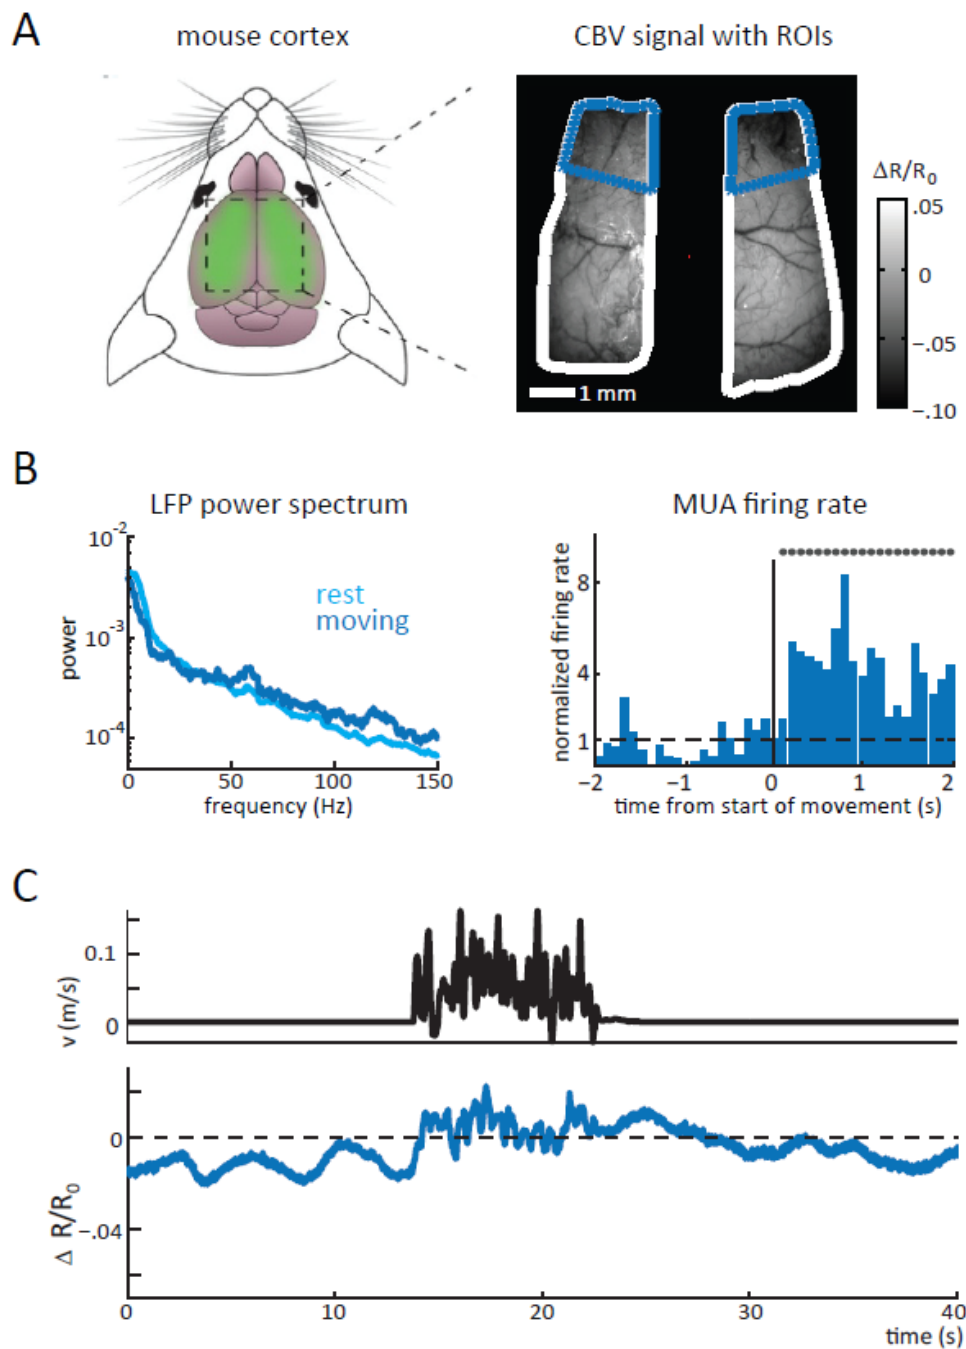 A
mouse cortex
CBV signal with ROIs
ΔR/R0
.05
0
−.05
−.10
1 mm
B
LFP power spectrum
MUA firing rate
10-2
10-3
10-4
power
rest
moving
0
50
100
150
frequency (Hz)
normalized firing rate
8
4
1
−2
−1
0
1
2
time from start of movement (s)
C
v (m/s)
0.1
0
Δ R/R0
0
−.04
0
10
20
30
40
time (s)